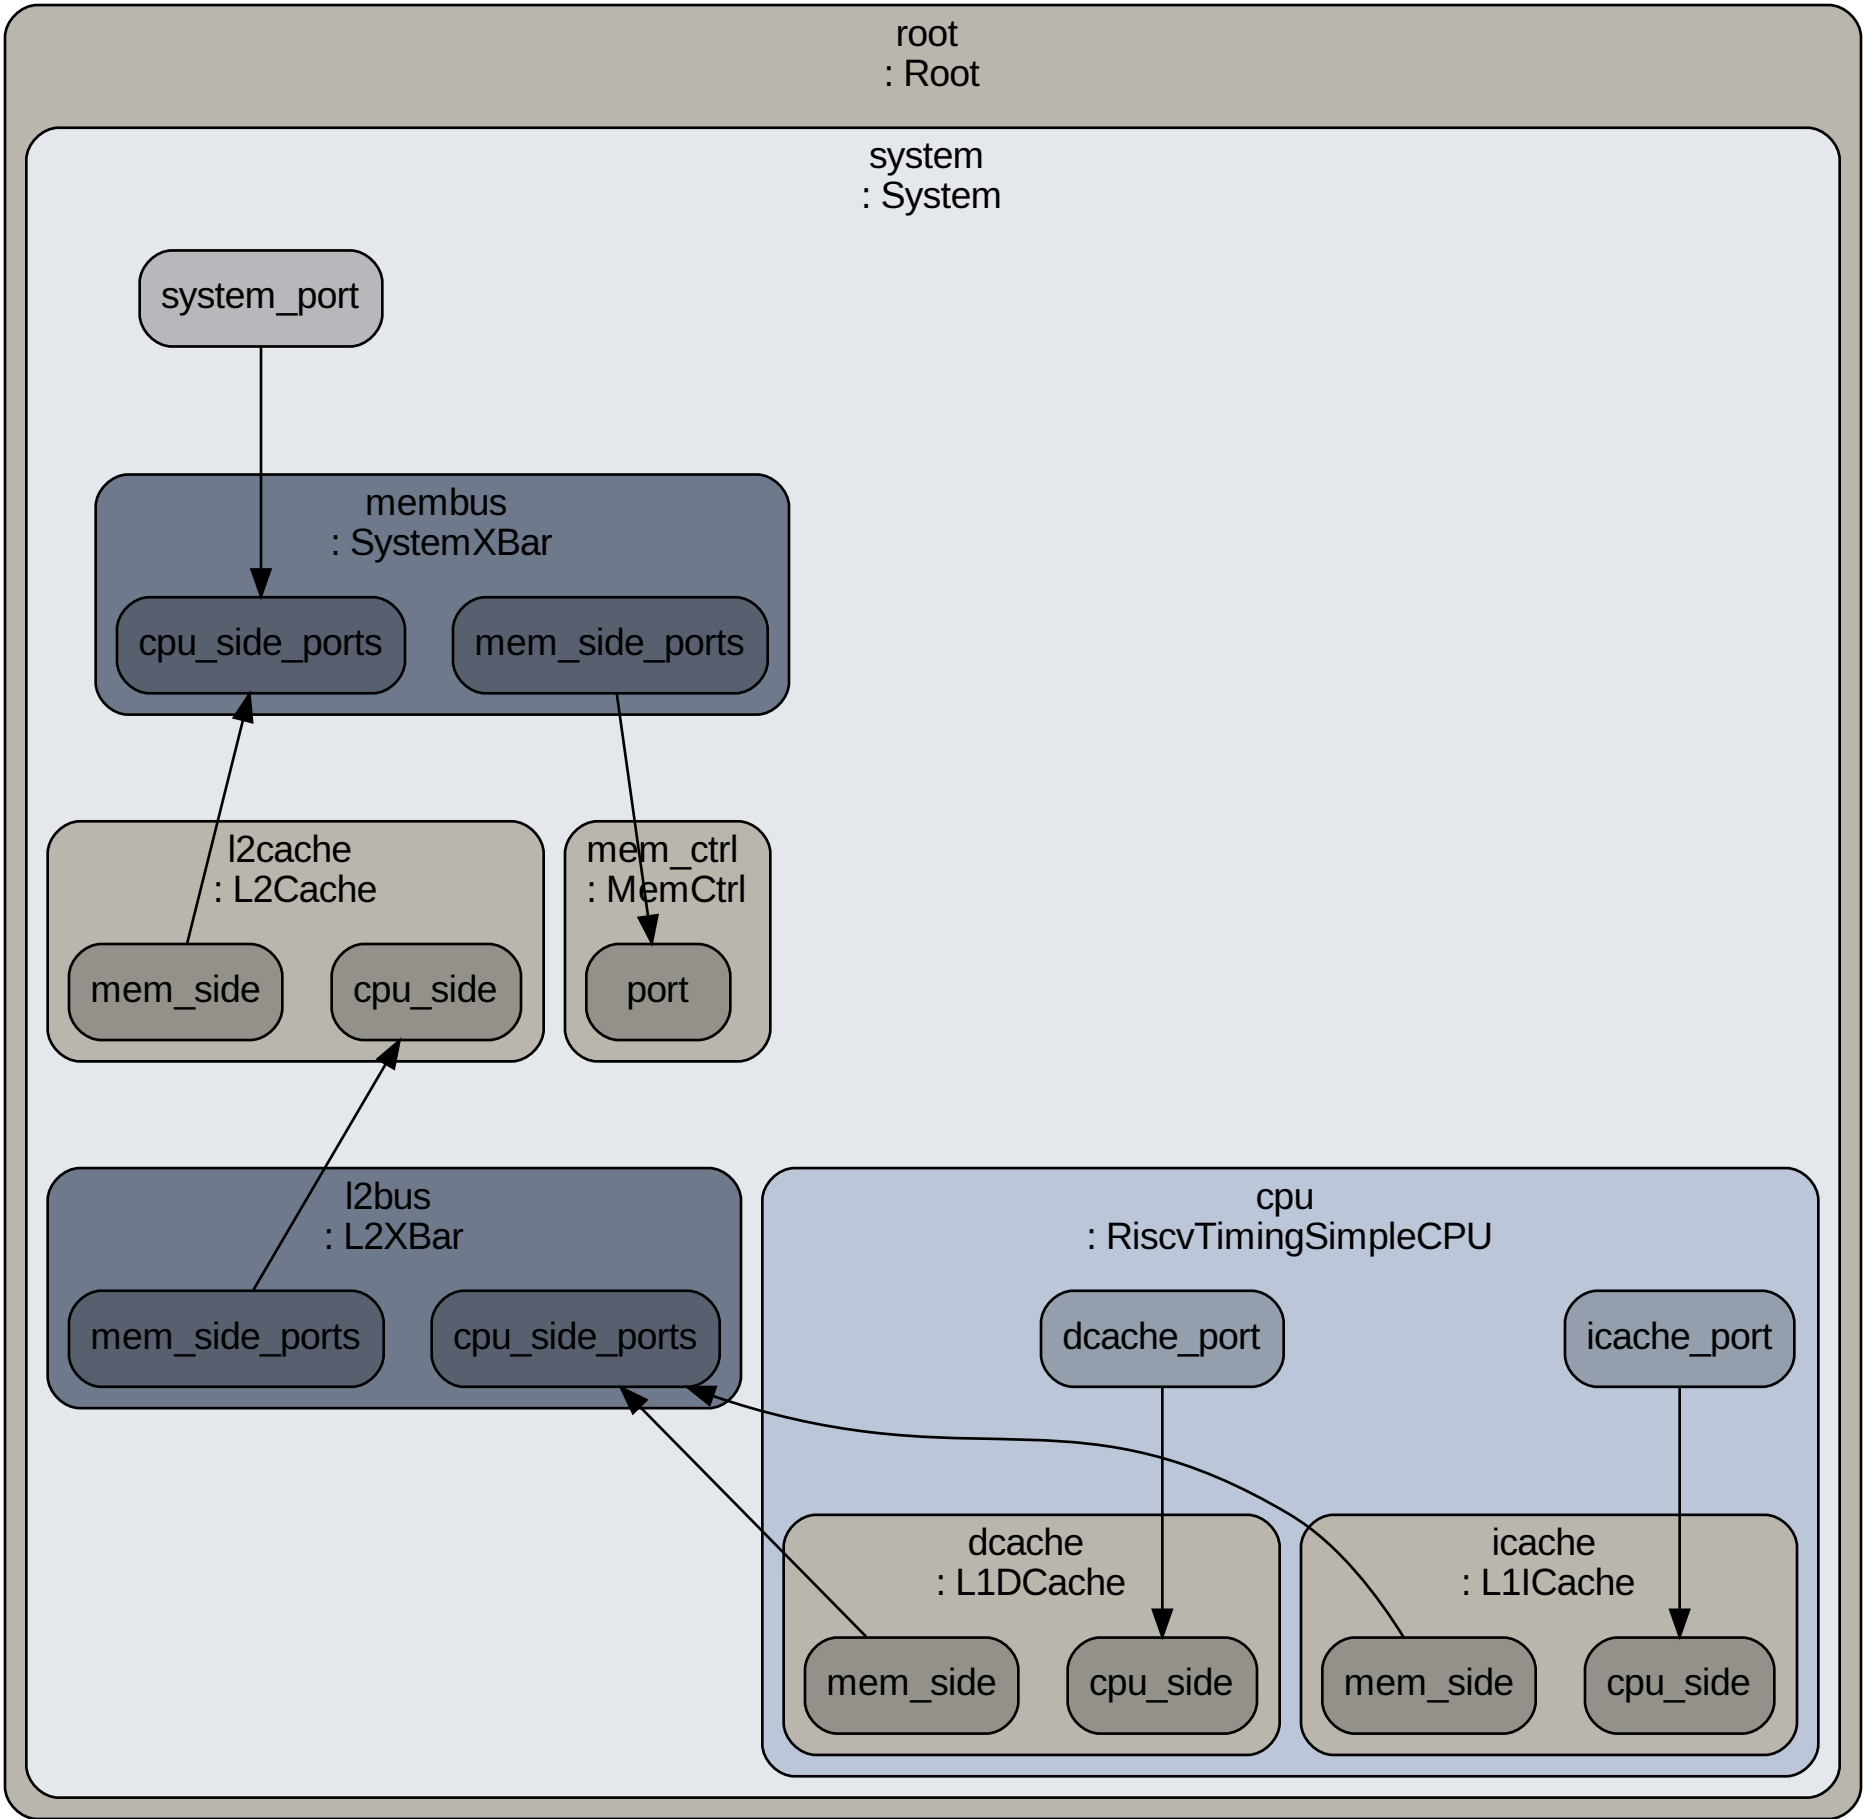 root
: Root
system
: System
system_port
membus
: SystemXBar
cpu_side_ports
mem_side_ports
l2cache
: L2Cache
mem_side
cpu_side
mem_ctrl
: MemCtrl
port
l2bus
: L2XBar
mem_side_ports
cpu_side_ports
cpu
: RiscvTimingSimpleCPU
dcache_port
icache_port
dcache
: L1DCache
mem_side
cpu_side
icache
: L1ICache
mem_side
cpu_side